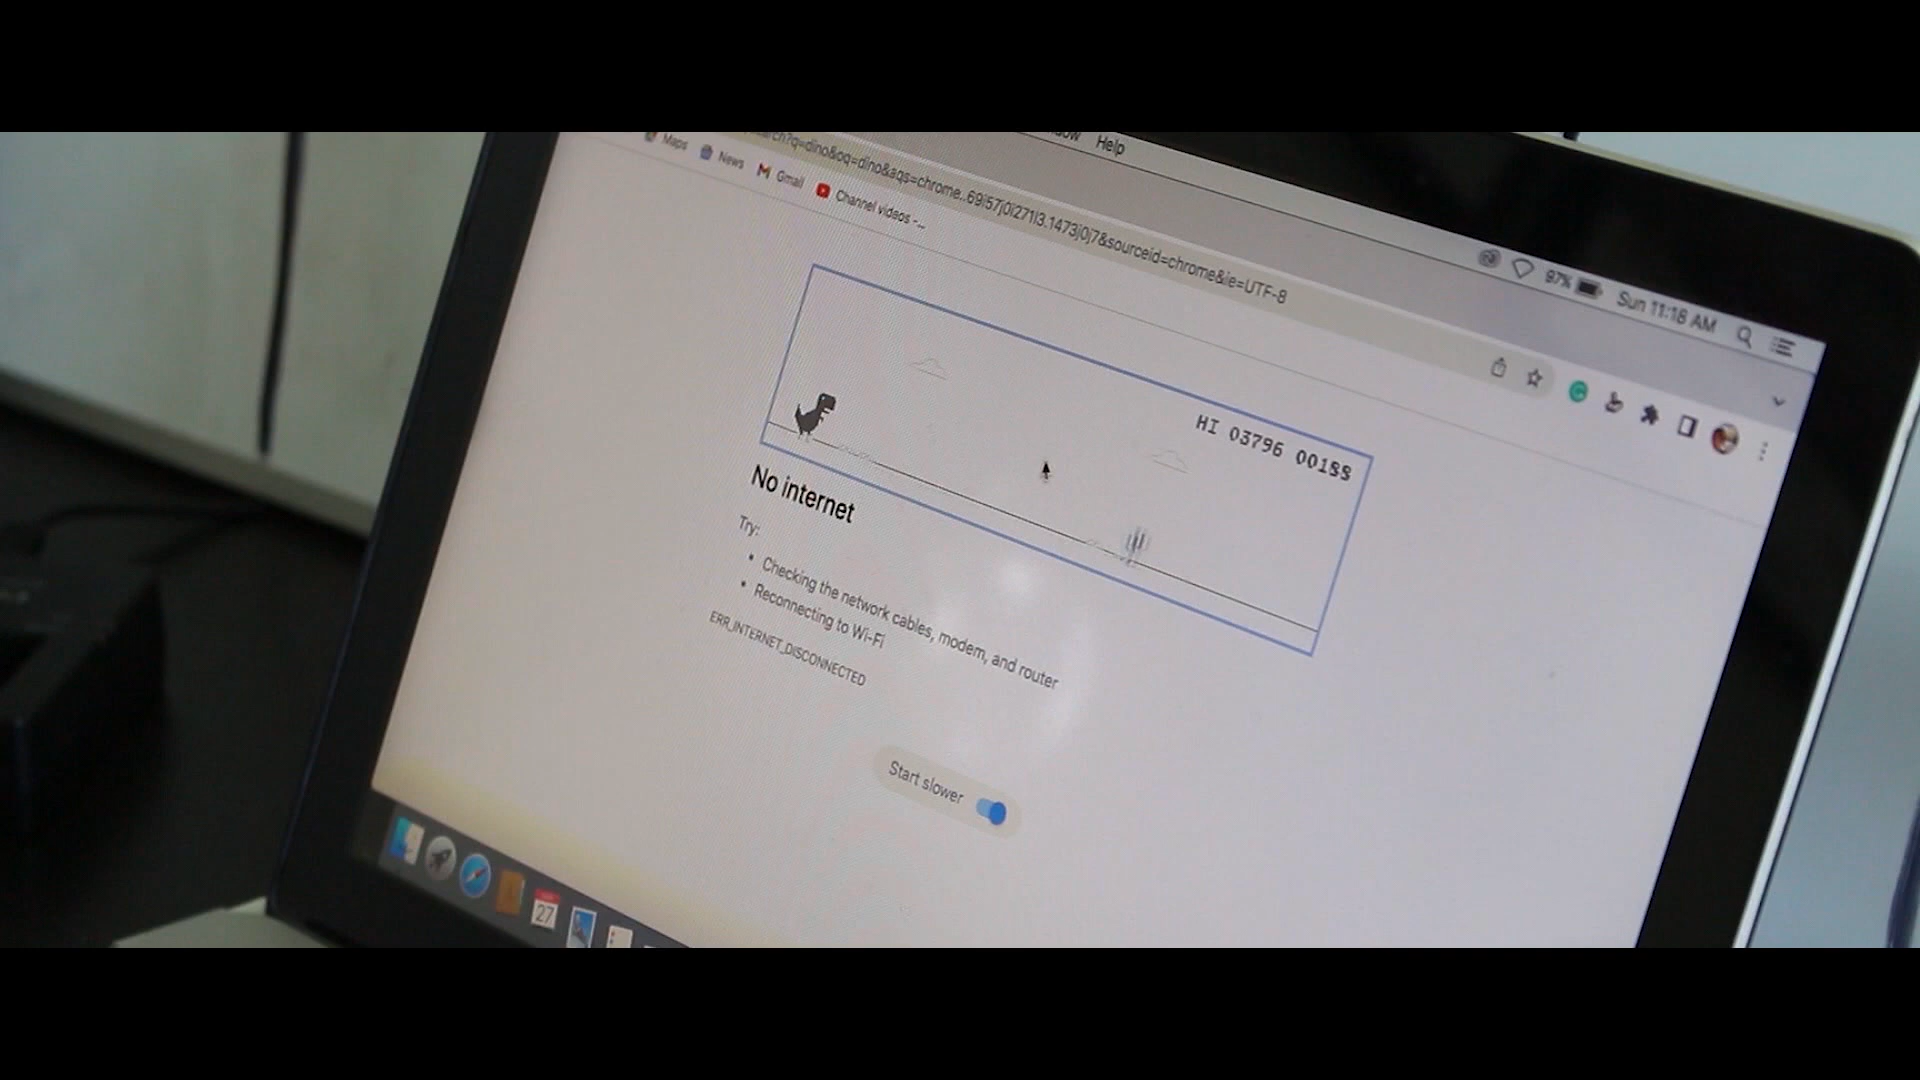 Help
97% Sun 11:18 AM
search?q=dino&oq=dino&aqs=chrome..69i57j0i271l3.1473j0j7&sourceid=chrome&ie=UTF-8
Maps News Gmail Channel videos -...
HI 03796 00188
No internet
Try:
• Checking the network cables, modem, and router
• Reconnecting to Wi-Fi
ERR_INTERNET_DISCONNECTED
Start slower
27